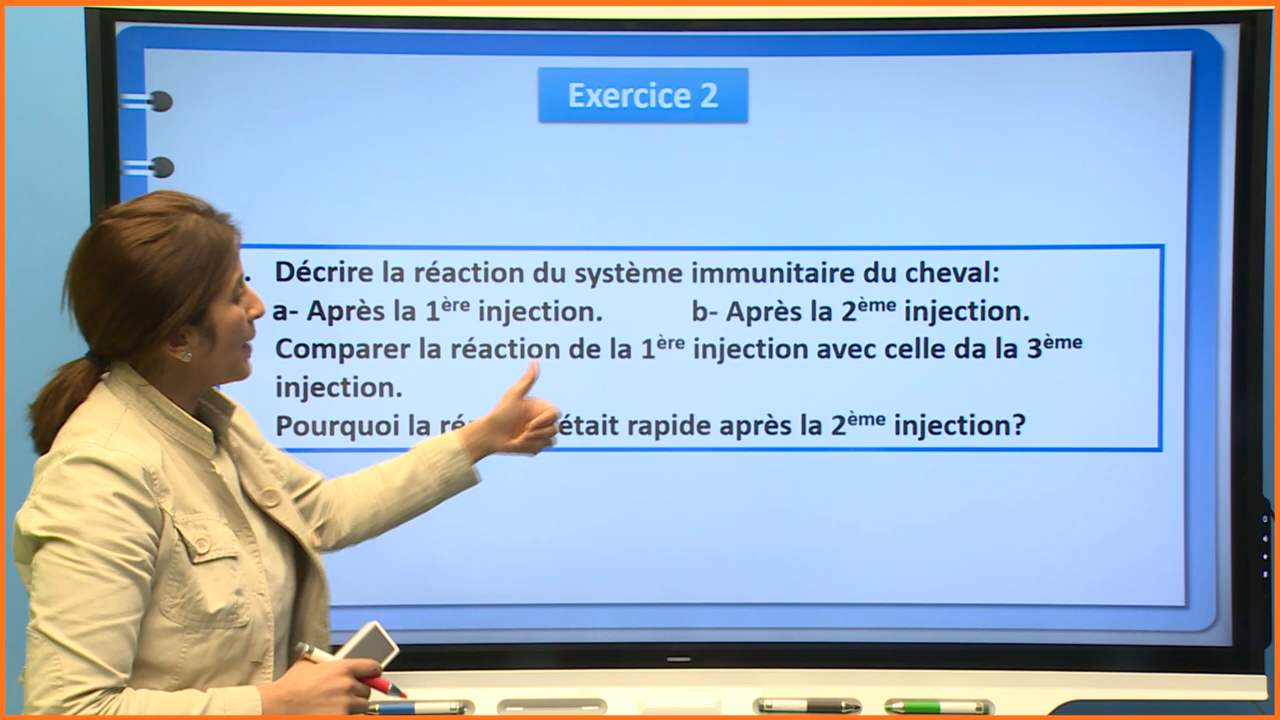 Exercice 2
. Décrire la réaction du système immunitaire du cheval:
a- Après la 1ère injection. b- Après la 2ème injection.
Comparer la réaction de la 1ère injection avec celle da la 3ème
injection.
Pourquoi la était rapide après la 2ème injection?